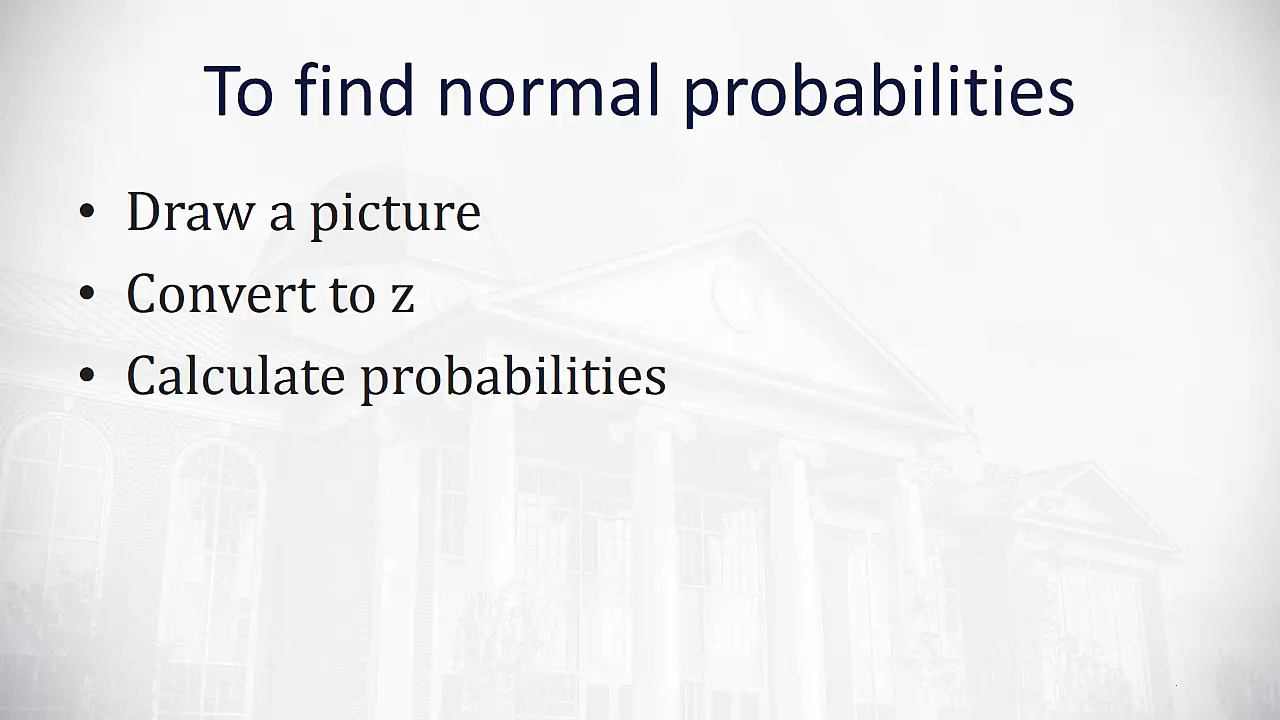 To find normal probabilities
• Draw a picture
• Convert to z
• Calculate probabilities